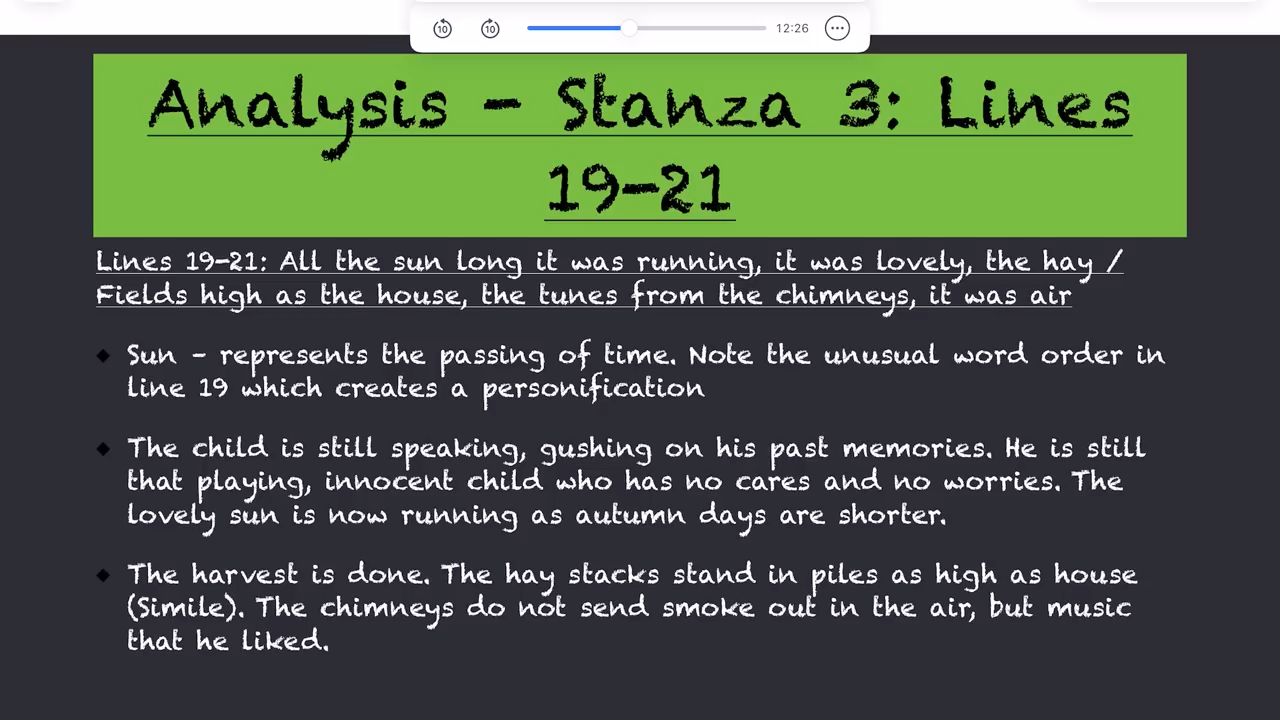 10
10
12:26
Analysis - Stanza 3: Lines
19-21
Lines 19-21: All the sun long it was running, it was lovely, the hay /
Fields high as the house, the tunes from the chimneys, it was air
Sun - represents the passing of time. Note the unusual word order in
line 19 which creates a personification
The child is still speaking, gushing on his past memories. He is still
that playing, innocent child who has no cares and no worries. The
lovely sun is now running as autumn days are shorter.
The harvest is done. The hay stacks stand in piles as high as house
(Simile). The chimneys do not send smoke out in the air, but music
that he liked.